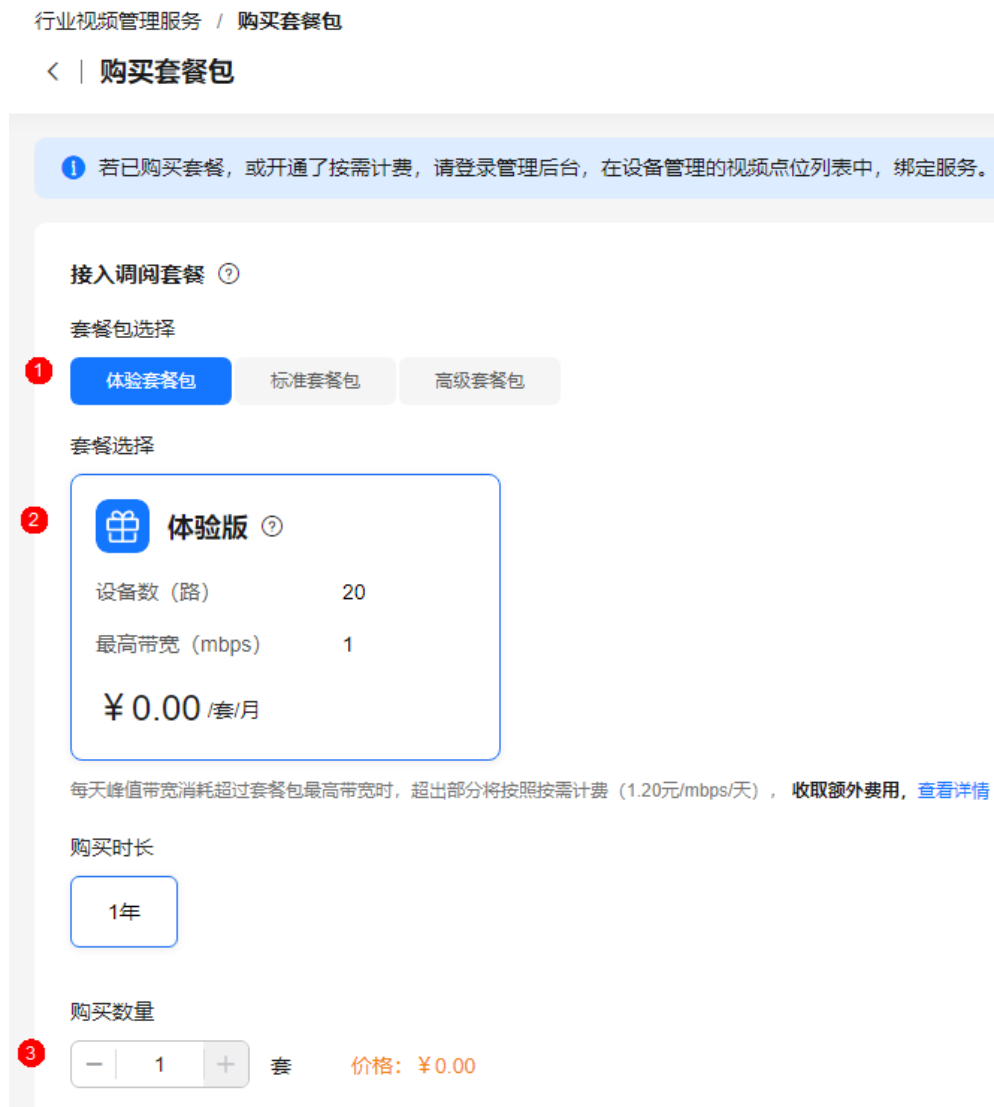 行业视频管理服务 / 购买套餐包
购买套餐包
若已购买套餐，或开通了按需计费，请登录管理后台，在设备管理的视频点位列表中，绑定服务。
接入调阅套餐
套餐包选择
1
体验套餐包 标准套餐包 高级套餐包
套餐选择
2
体验版
设备数（路） 20
最高带宽（mbps） 1
￥0.00 /套/月
每天峰值带宽消耗超过套餐包最高带宽时，超出部分将按照按需计费（1.20元/mbps/天），收取额外费用，查看详情
购买时长
1年
购买数量
3
− 1 + 套 价格：￥0.00